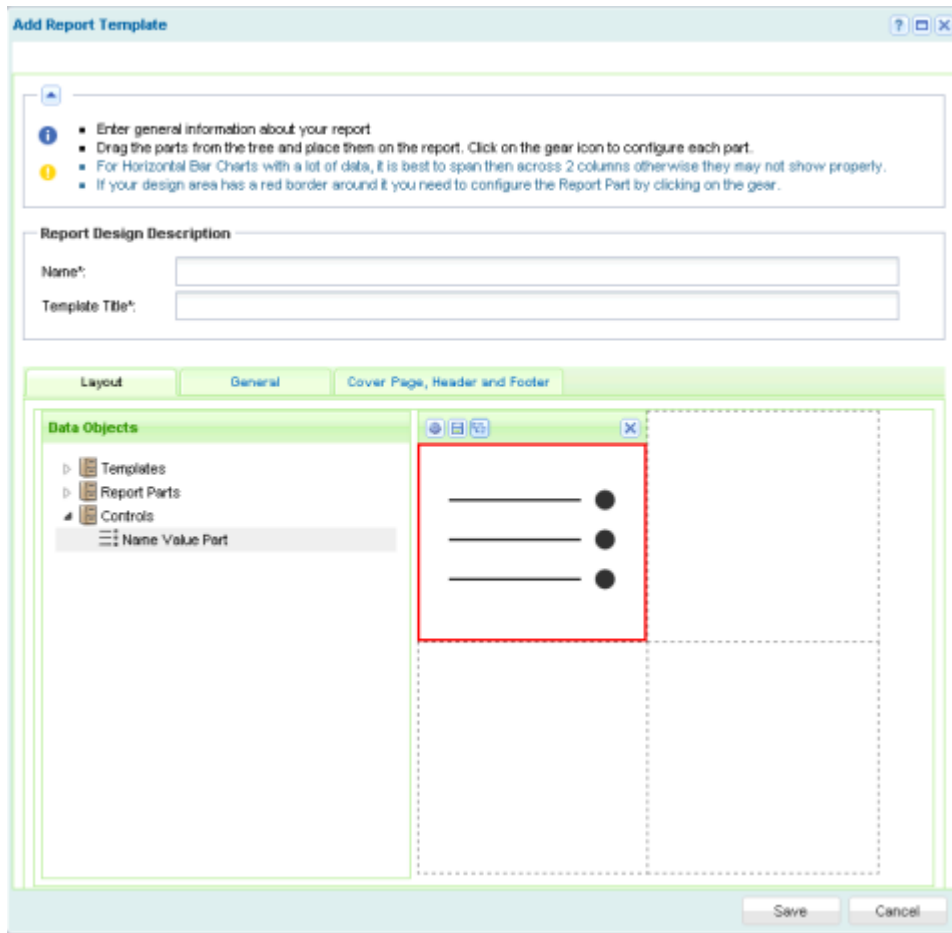 Add Report Template
Enter general information about your report
Drag the parts from the tree and place them on the report. Click on the gear icon to configure each part.
For Horizontal Bar Charts with a lot of data, it is best to span then across 2 columns otherwise they may not show properly.
If your design area has a red border around it you need to configure the Report Part by clicking on the gear.
Report Design Description
Name*:
Template Title*:
Layout General Cover Page, Header and Footer
Data Objects
Templates
Report Parts
Controls
Name Value Part
Save Cancel